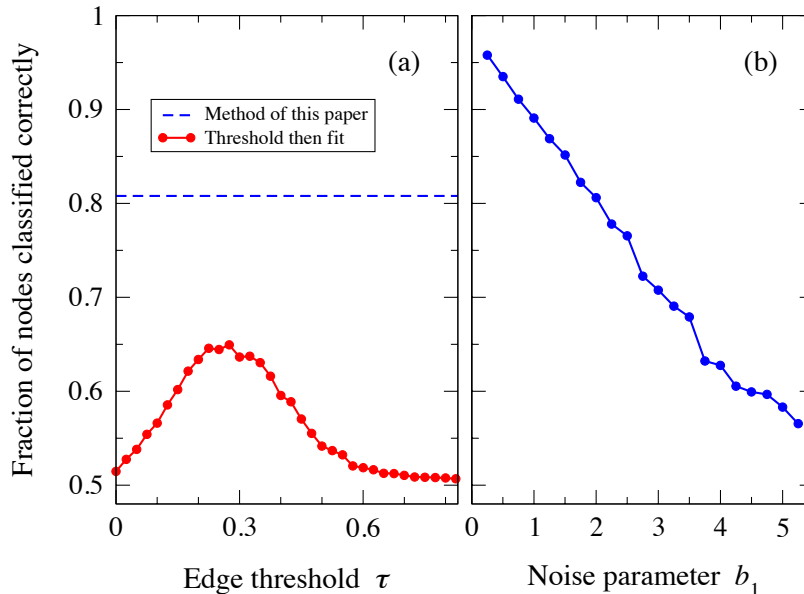 Fraction of nodes classified correctly
1
0.9
0.8
0.7
0.6
0.5
(a)
Method of this paper
Threshold then fit
0
0.3
0.6
Edge threshold τ
(b)
0
1
2
3
4
5
Noise parameter b₁